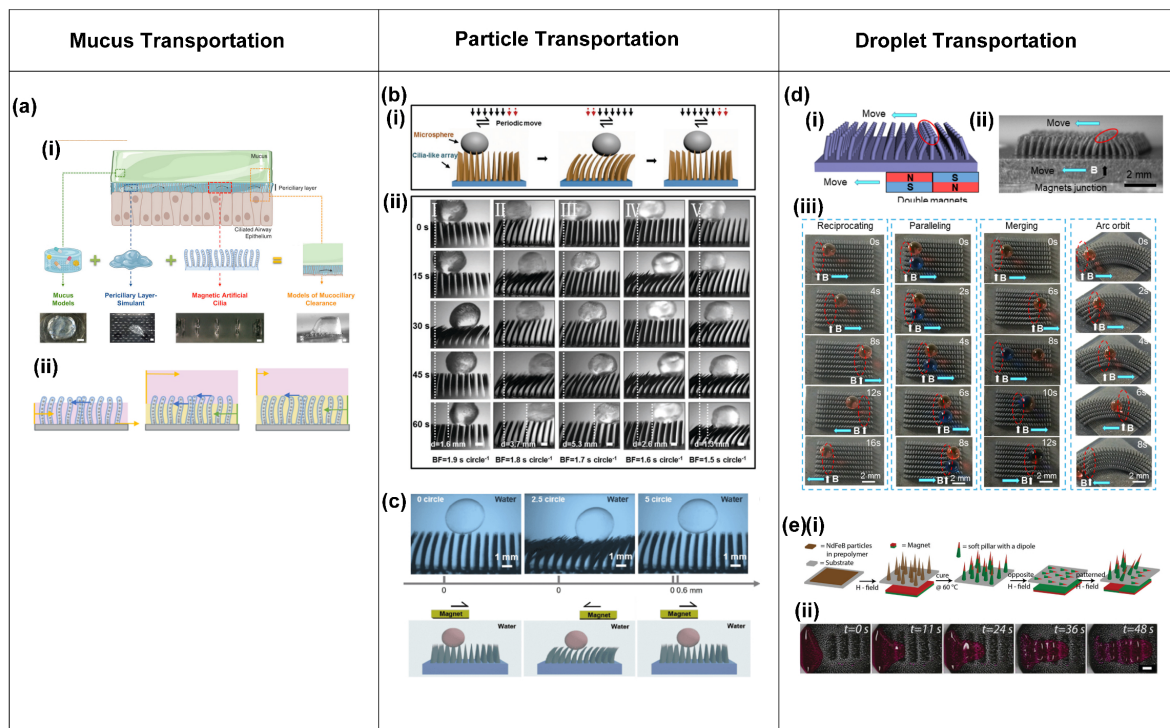 Mucus Transportation
Particle Transportation
Droplet Transportation
(a)
(i)
Mucus
Periciliary layer
Ciliated Airway
Epithelium
Mucus
Models
Periciliary Layer-
Simulant
Magnetic Artificial
Cilia
Models of Mucociliary
Clearance
(ii)
(b)
(i)
Periodic move
Microsphere
Cilia-like array
(ii)
I II III IV V
0 s
15 s
30 s
45 s
60 s
d=1.6 mm d=3.7 mm d=5.3 mm d=2.6 mm d=1.5 mm
BF=1.9 s circle⁻¹ BF=1.8 s circle⁻¹ BF=1.7 s circle⁻¹ BF=1.6 s circle⁻¹ BF=1.5 s circle⁻¹
(c)
0 circle Water 2.5 circle Water 5 circle Water
1 mm 1 mm 1 mm
0 0 0 0.6 mm
Magnet Magnet Magnet
Water Water Water
(d)
(i)
Move
Move
N S
S N
Double magnets
(ii)
Move
Move B
2 mm
Magnets junction
(iii)
Reciprocating Paralleling Merging Arc orbit
0s 0s 0s 0s
B B B B
4s 2s 6s 2s
B B B B
8s 4s 8s 4s
B B B B
12s 6s 10s 6s
B B B B
16s 8s 12s 8s
B B B B
2 mm 2 mm 2 mm 2 mm
(e)(i)
= NdFeB particles
in prepolymer
= Substrate
= Magnet
= soft pillar with a dipole
H - field
cure
@ 60 °C
opposite
H - field
patterned
H - field
(ii)
t=0 s t=11 s t=24 s t=36 s t=48 s